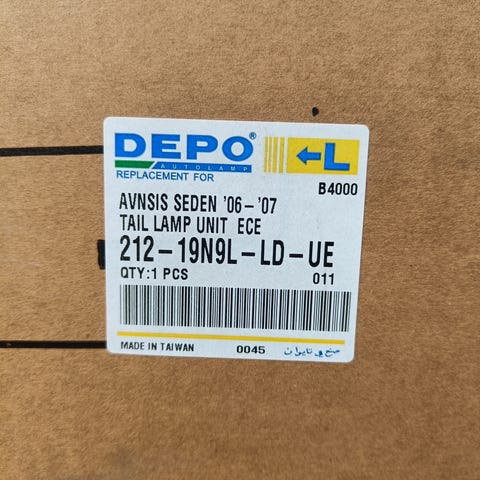 DEPO®
AUTOLAMP
←L
REPLACEMENT FOR
B4000
AVNSIS SEDEN '06-'07
TAIL LAMP UNIT ECE
212-19N9L-LD-UE
QTY:1 PCS
011
MADE IN TAIWAN 0045 صنع في تايوان